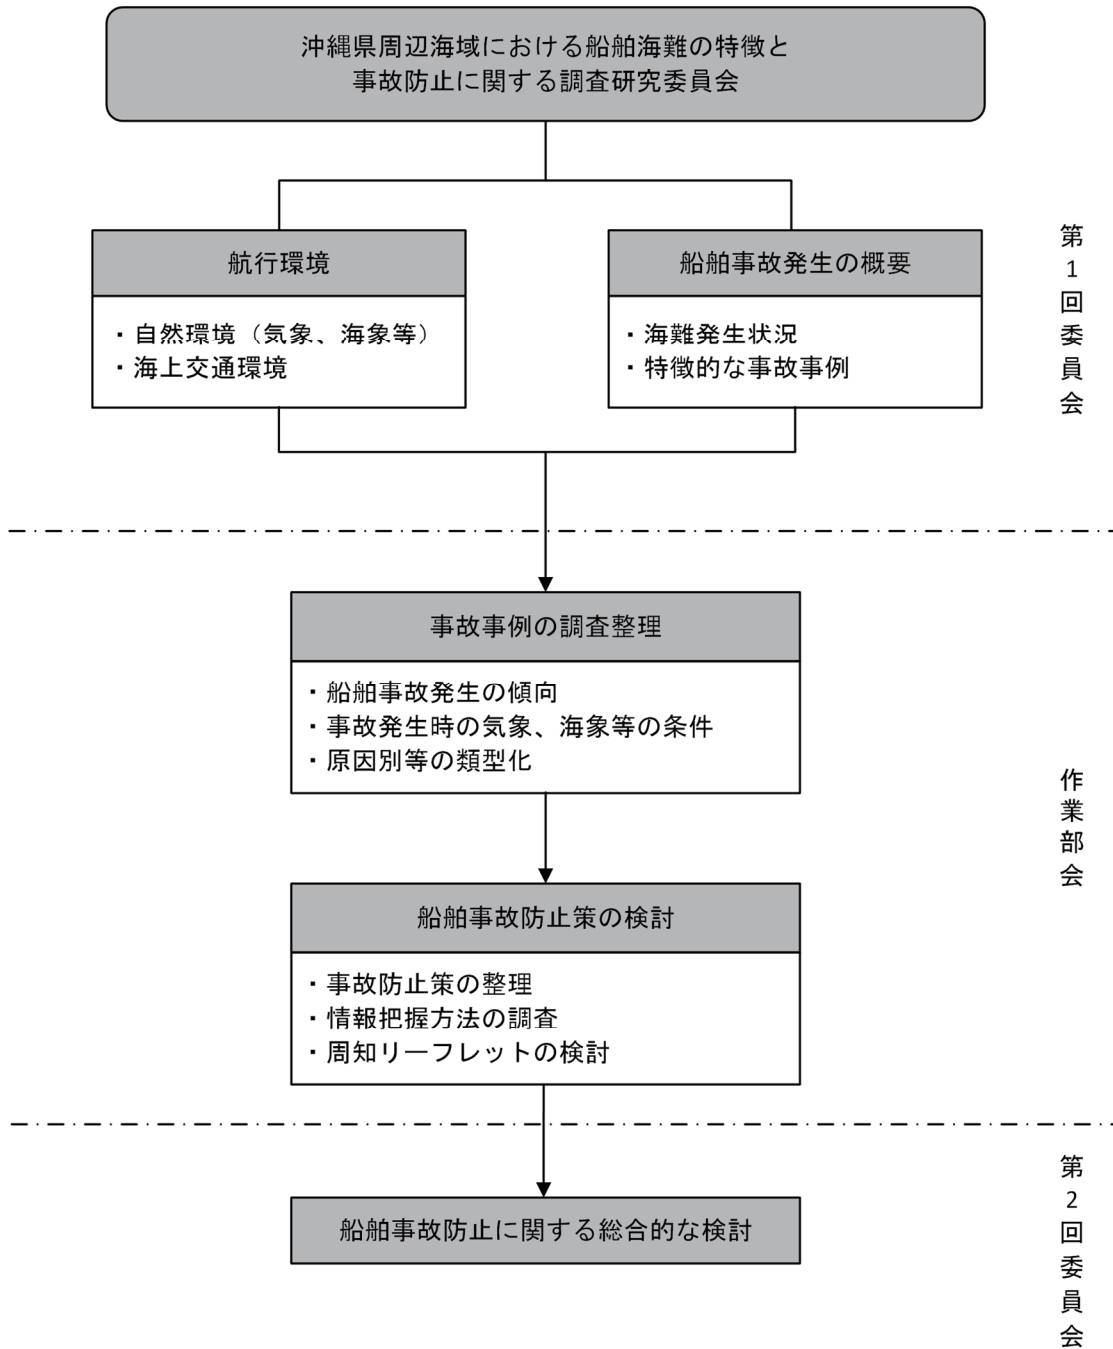 沖縄県周辺海域における船舶海難の特徴と
事故防止に関する調査研究委員会
航行環境
・自然環境（気象、海象等）
・海上交通環境
船舶事故発生の概要
・海難発生状況
・特徴的な事故事例
第1回委員会
事故事例の調査整理
・船舶事故発生の傾向
・事故発生時の気象、海象等の条件
・原因別等の類型化
船舶事故防止策の検討
・事故防止策の整理
・情報把握方法の調査
・周知リーフレットの検討
作業部会
船舶事故防止に関する総合的な検討
第2回委員会